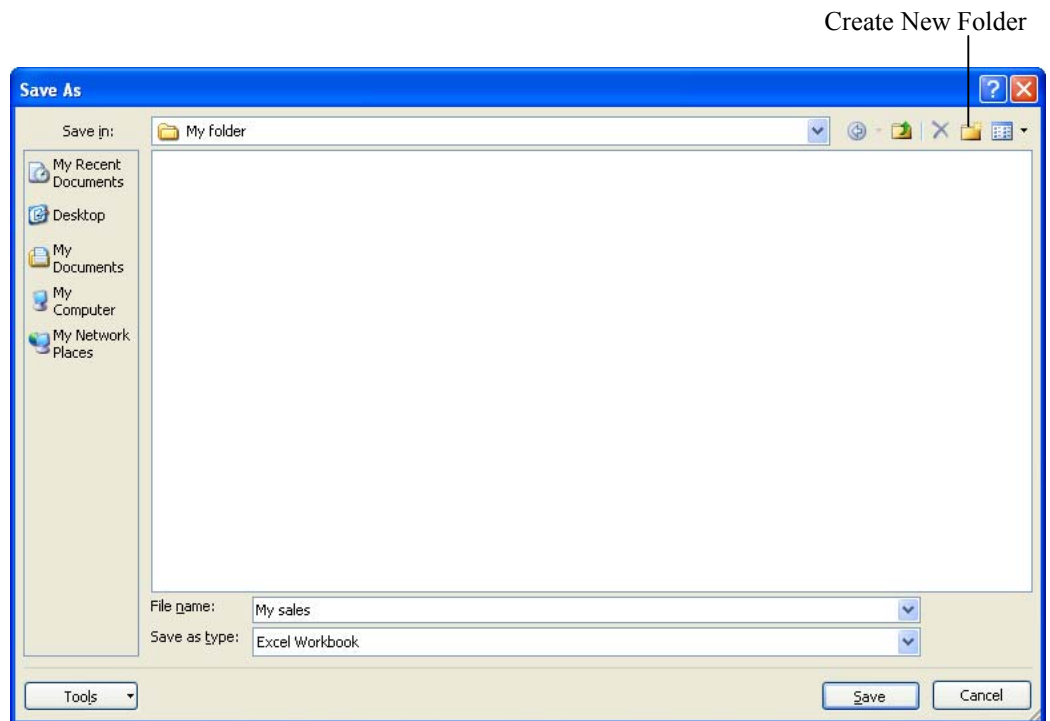 Create New Folder
Save As
Save in:
My folder
My Recent
Documents
Desktop
My
Documents
My
Computer
My Network
Places
File name:
My sales
Save as type:
Excel Workbook
Tools
Save
Cancel